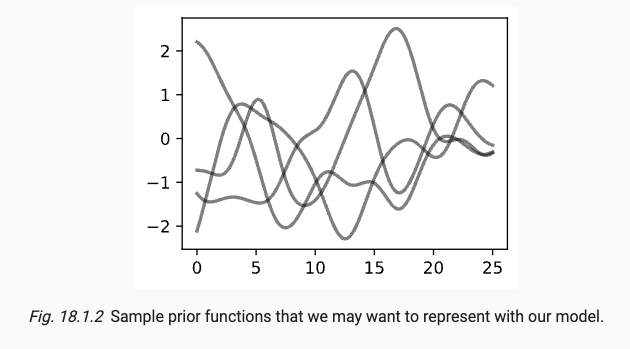 2
1
0
−1
−2
0 5 10 15 20 25
Fig. 18.1.2 Sample prior functions that we may want to represent with our model.